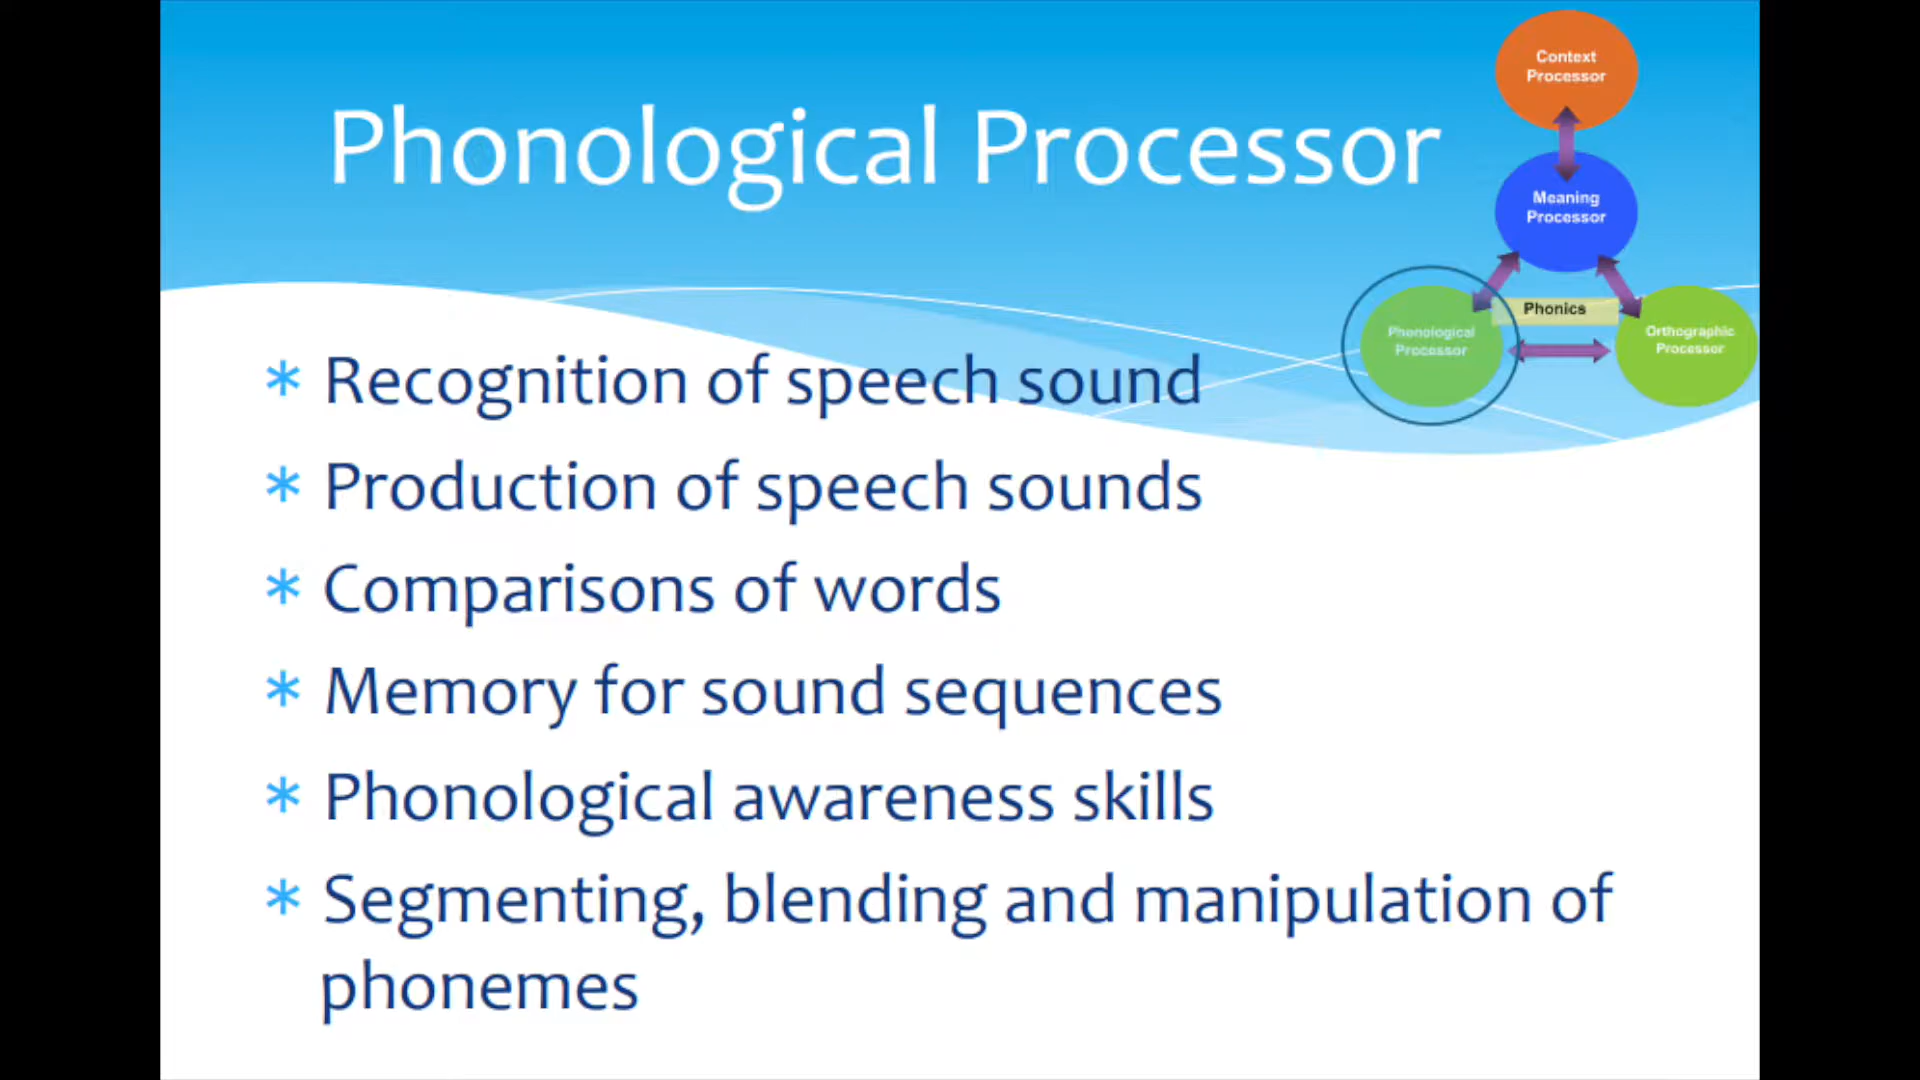 Phonological Processor
Context
Processor
Meaning
Processor
Phonics
Phonological
Processor
Orthographic
Processor
* Recognition of speech sound
* Production of speech sounds
* Comparisons of words
* Memory for sound sequences
* Phonological awareness skills
* Segmenting, blending and manipulation of
phonemes